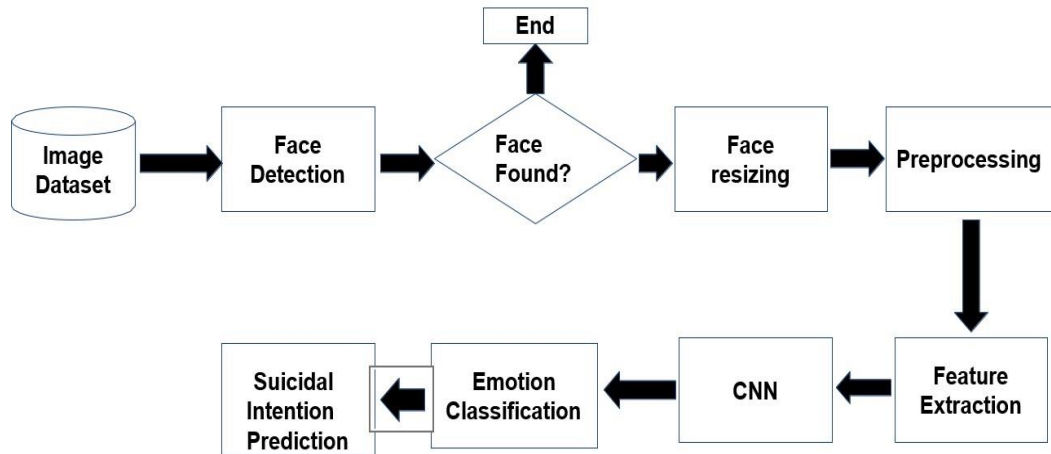 End
Image
Dataset
Face
Detection
Face
Found?
Face
resizing
Preprocessing
Feature
Extraction
CNN
Emotion
Classification
Suicidal
Intention
Prediction